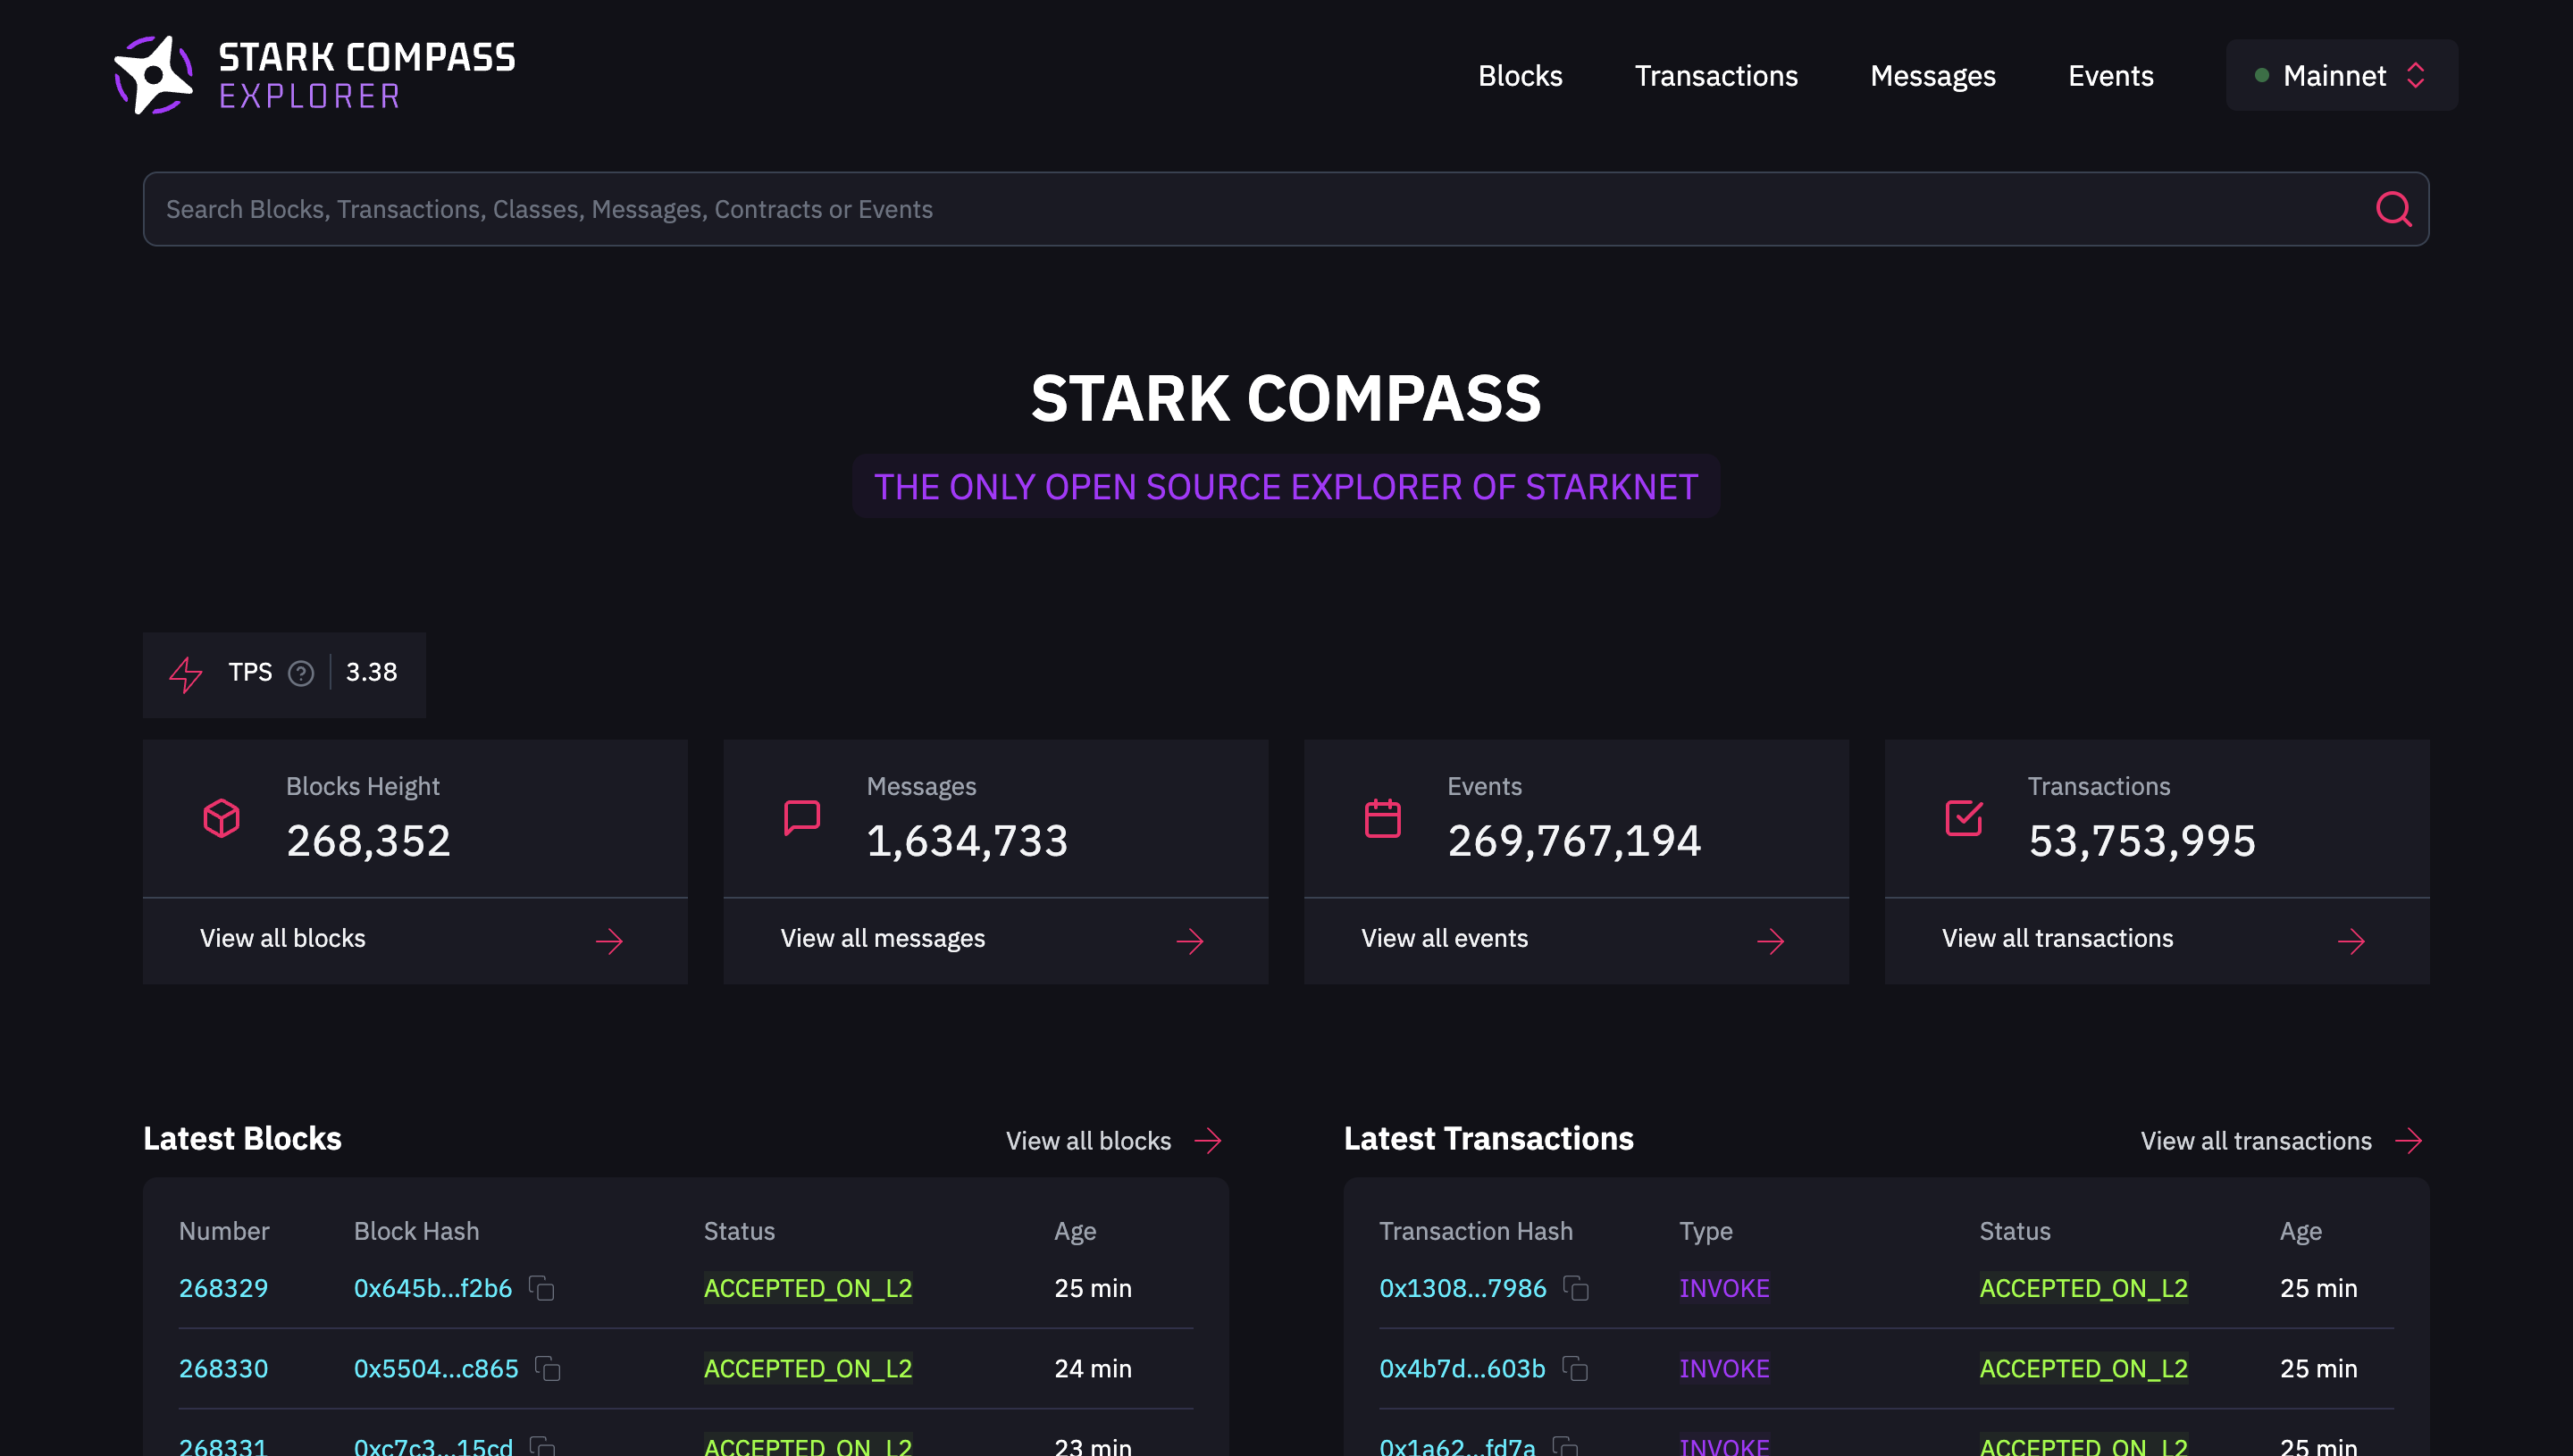 STARK COMPASS
EXPLORER
Blocks Transactions Messages Events Mainnet
Search Blocks, Transactions, Classes, Messages, Contracts or Events
STARK COMPASS
THE ONLY OPEN SOURCE EXPLORER OF STARKNET
TPS ? 3.38
Blocks Height
268,352
View all blocks
Messages
1,634,733
View all messages
Events
269,767,194
View all events
Transactions
53,753,995
View all transactions
Latest Blocks View all blocks
Number Block Hash Status Age
268329 0x645b...f2b6 ACCEPTED_ON_L2 25 min
268330 0x5504...c865 ACCEPTED_ON_L2 24 min
268331 0xc7c3...15cd ACCEPTED_ON_L2 23 min
Latest Transactions View all transactions
Transaction Hash Type Status Age
0x1308...7986 INVOKE ACCEPTED_ON_L2 25 min
0x4b7d...603b INVOKE ACCEPTED_ON_L2 25 min
0x1a62...fd7a INVOKE ACCEPTED_ON_L2 25 min